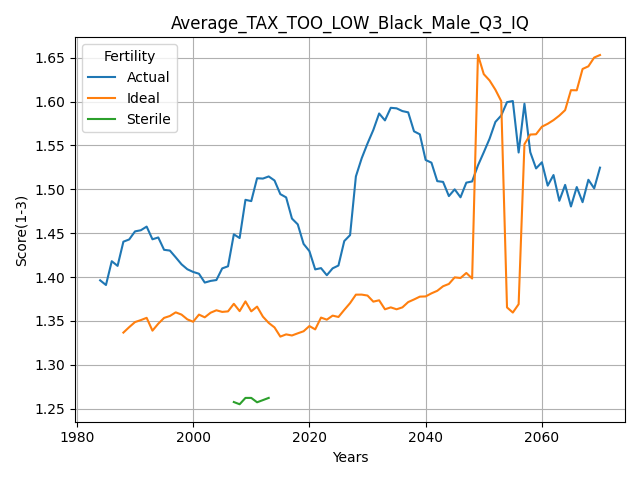 Average_TAX_TOO_LOW_Black_Male_Q3_IQ
Fertility
Actual
Ideal
Sterile
Score(1-3)
1.65
1.60
1.55
1.50
1.45
1.40
1.35
1.30
1.25
1980
2000
2020
2040
2060
Years